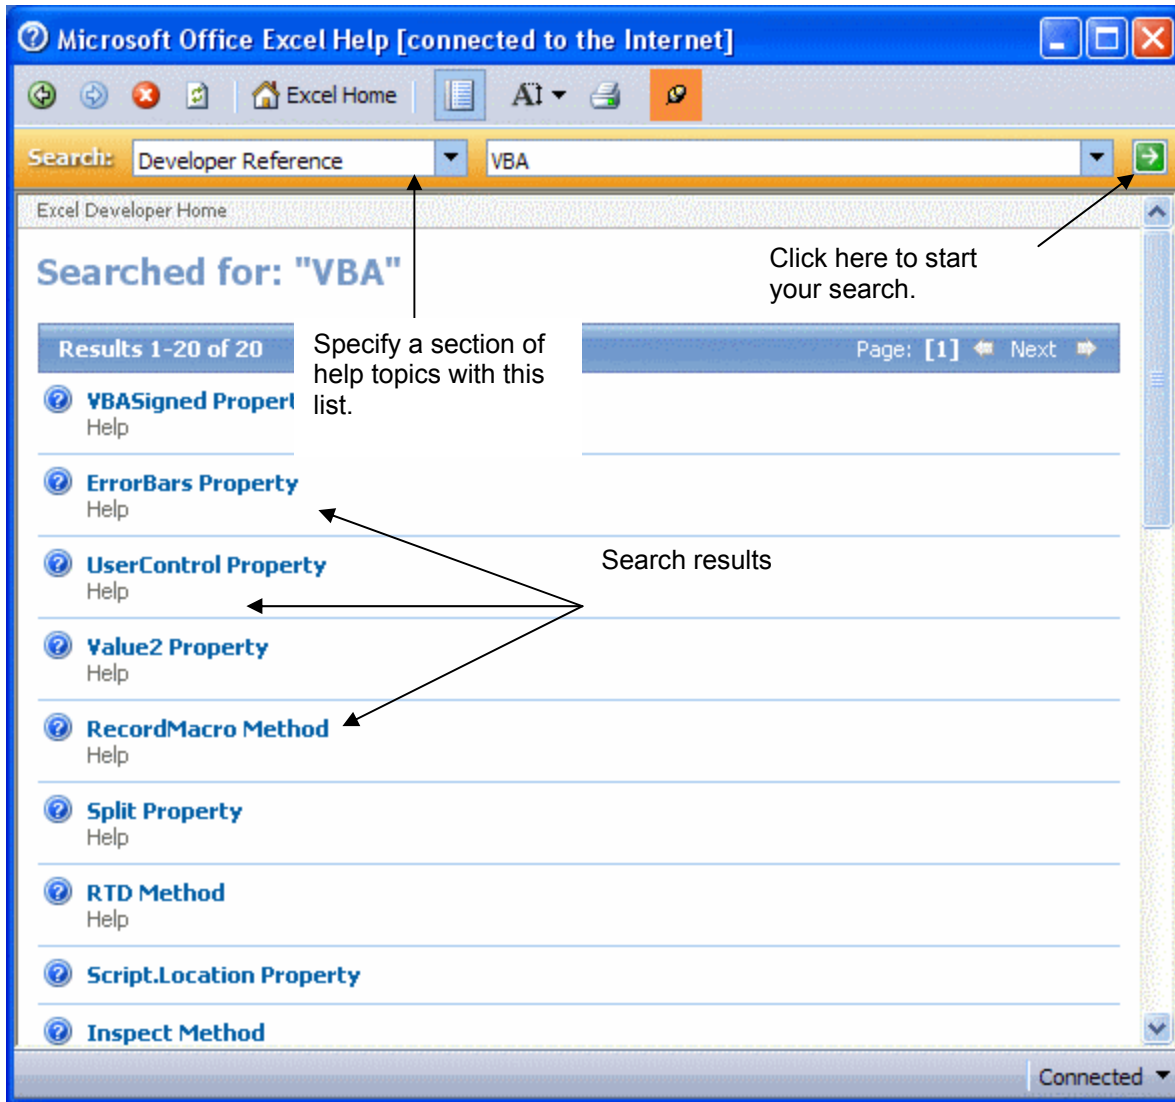 Microsoft Office Excel Help [connected to the Internet]
Excel Home
Search: Developer Reference VBA
Excel Developer Home
Searched for: "VBA"
Click here to start
your search.
Results 1-20 of 20 Page: [1] Next
Specify a section of
help topics with this
list.
VBASigned Propert
Help
ErrorBars Property
Help
Search results
UserControl Property
Help
Value2 Property
Help
RecordMacro Method
Help
Split Property
Help
RTD Method
Help
Script.Location Property
Inspect Method
Connected